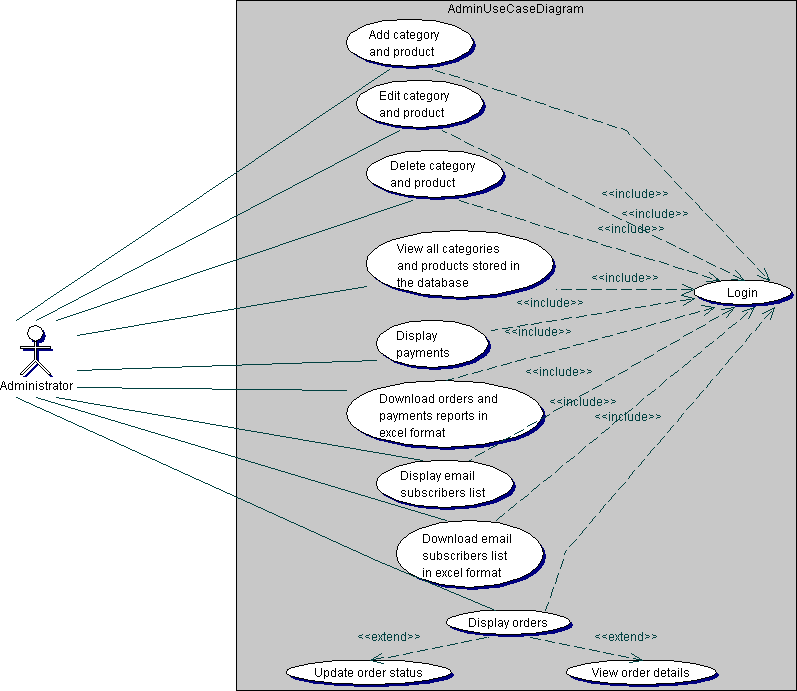 AdminUseCaseDiagram
Add category
and product
Edit category
and product
Delete category
and product
<<include>>
<<include>>
<<include>>
View all categories
and products stored in
the database
<<include>>
Login
<<include>>
Display
payments
<<include>>
Administrator
<<include>>
Download orders and
payments reports in
excel format
<<include>>
<<include>>
Display email
subscribers list
Download email
subscribers list
in excel format
Display orders
<<extend>>
<<extend>>
Update order status
View order details